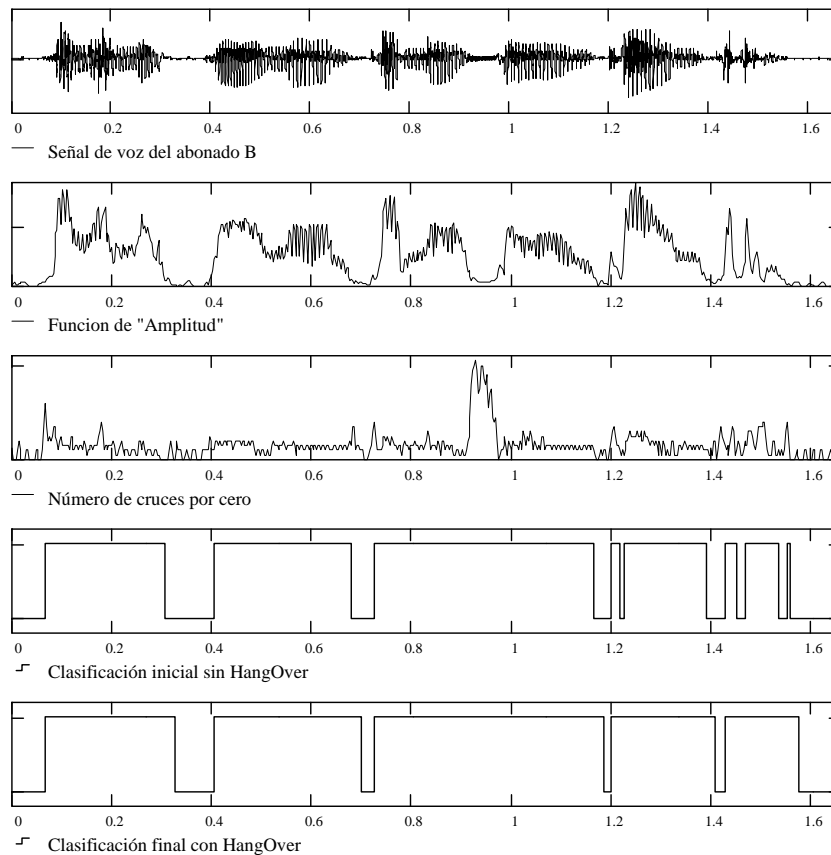 0 0.2 0.4 0.6 0.8 1 1.2 1.4 1.6
Señal de voz del abonado B
0 0.2 0.4 0.6 0.8 1 1.2 1.4 1.6
Funcion de "Amplitud"
0 0.2 0.4 0.6 0.8 1 1.2 1.4 1.6
Número de cruces por cero
0 0.2 0.4 0.6 0.8 1 1.2 1.4 1.6
Clasificación inicial sin HangOver
0 0.2 0.4 0.6 0.8 1 1.2 1.4 1.6
Clasificación final con HangOver